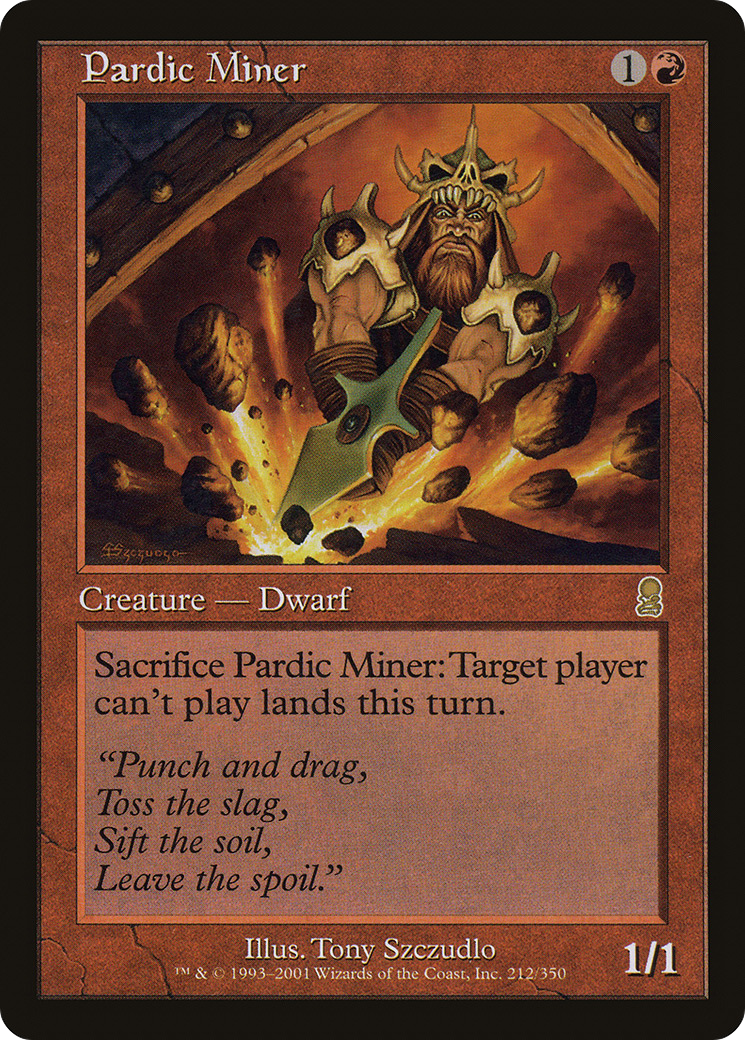 Pardic Miner
1
Szczudlo
Creature — Dwarf
Sacrifice Pardic Miner: Target player
can't play lands this turn.
“Punch and drag,
Toss the slag,
Sift the soil,
Leave the spoil.”
Illus. Tony Szczudlo
™ & © 1993–2001 Wizards of the Coast, Inc. 212/350
1/1